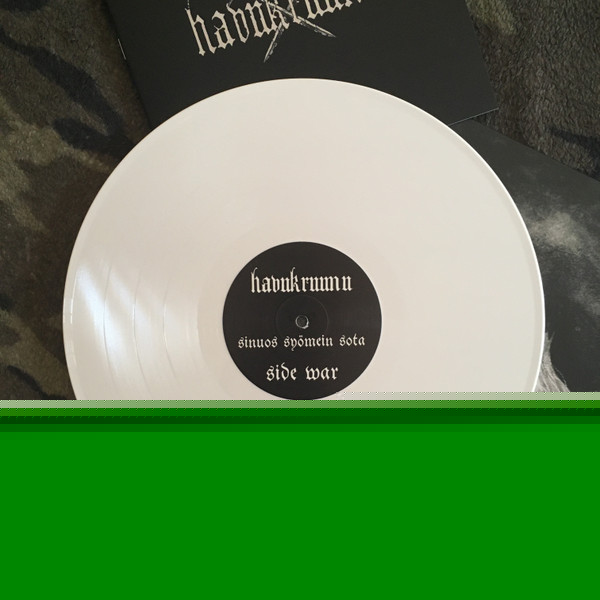 havukruunu
havukruunu
sinuos syömein sota
side war